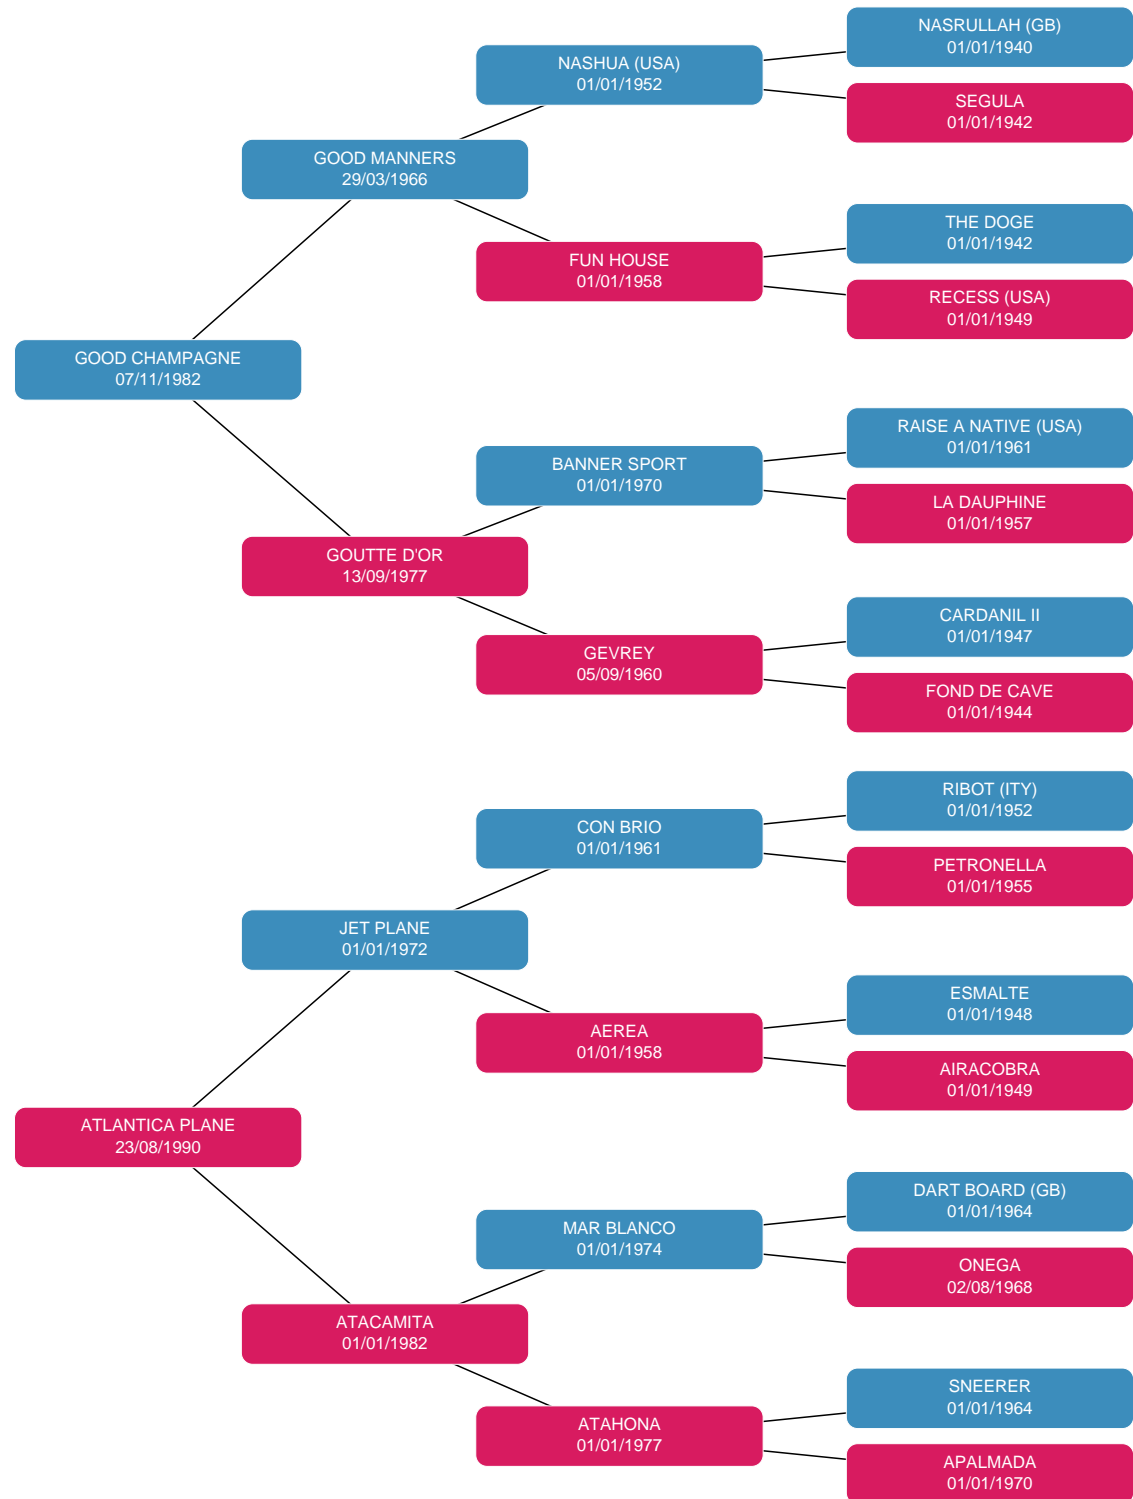 NASRULLAH (GB)
01/01/1940
NASHUA (USA)
01/01/1952
SEGULA
01/01/1942
GOOD MANNERS
29/03/1966
THE DOGE
01/01/1942
FUN HOUSE
01/01/1958
RECESS (USA)
01/01/1949
GOOD CHAMPAGNE
07/11/1982
RAISE A NATIVE (USA)
01/01/1961
BANNER SPORT
01/01/1970
LA DAUPHINE
01/01/1957
GOUTTE D'OR
13/09/1977
CARDANIL II
01/01/1947
GEVREY
05/09/1960
FOND DE CAVE
01/01/1944
RIBOT (ITY)
01/01/1952
CON BRIO
01/01/1961
PETRONELLA
01/01/1955
JET PLANE
01/01/1972
ESMALTE
01/01/1948
AEREA
01/01/1958
AIRACOBRA
01/01/1949
ATLANTICA PLANE
23/08/1990
DART BOARD (GB)
01/01/1964
MAR BLANCO
01/01/1974
ONEGA
02/08/1968
ATACAMITA
01/01/1982
SNEERER
01/01/1964
ATAHONA
01/01/1977
APALMADA
01/01/1970